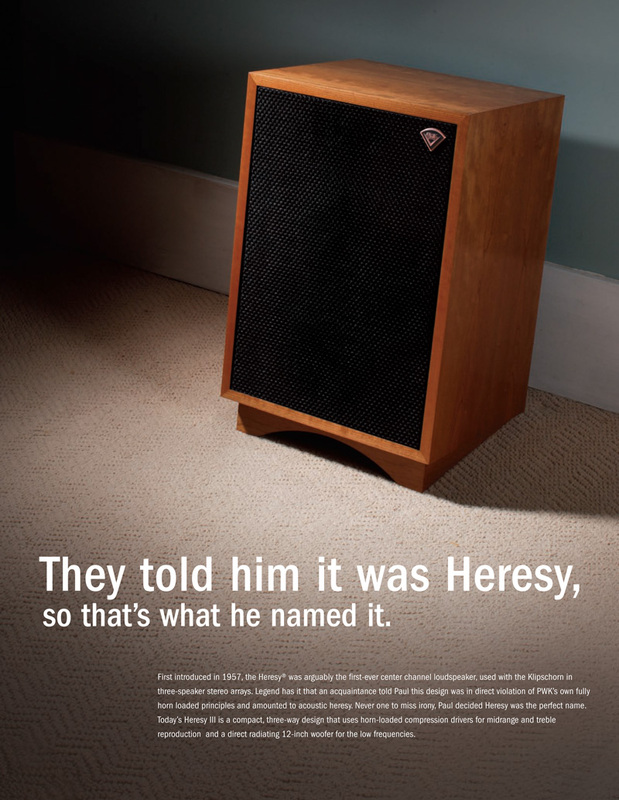 They told him it was Heresy,
so that's what he named it.
First introduced in 1957, the Heresy® was arguably the first-ever center channel loudspeaker, used with the Klipschorn in
three-speaker stereo arrays. Legend has it that an acquaintance told Paul this design was in direct violation of PWK's own fully
horn loaded principles and amounted to acoustic heresy. Never one to miss irony, Paul decided Heresy was the perfect name.
Today's Heresy III is a compact, three-way design that uses horn-loaded compression drivers for midrange and treble
reproduction  and a direct radiating 12-inch woofer for the low frequencies.